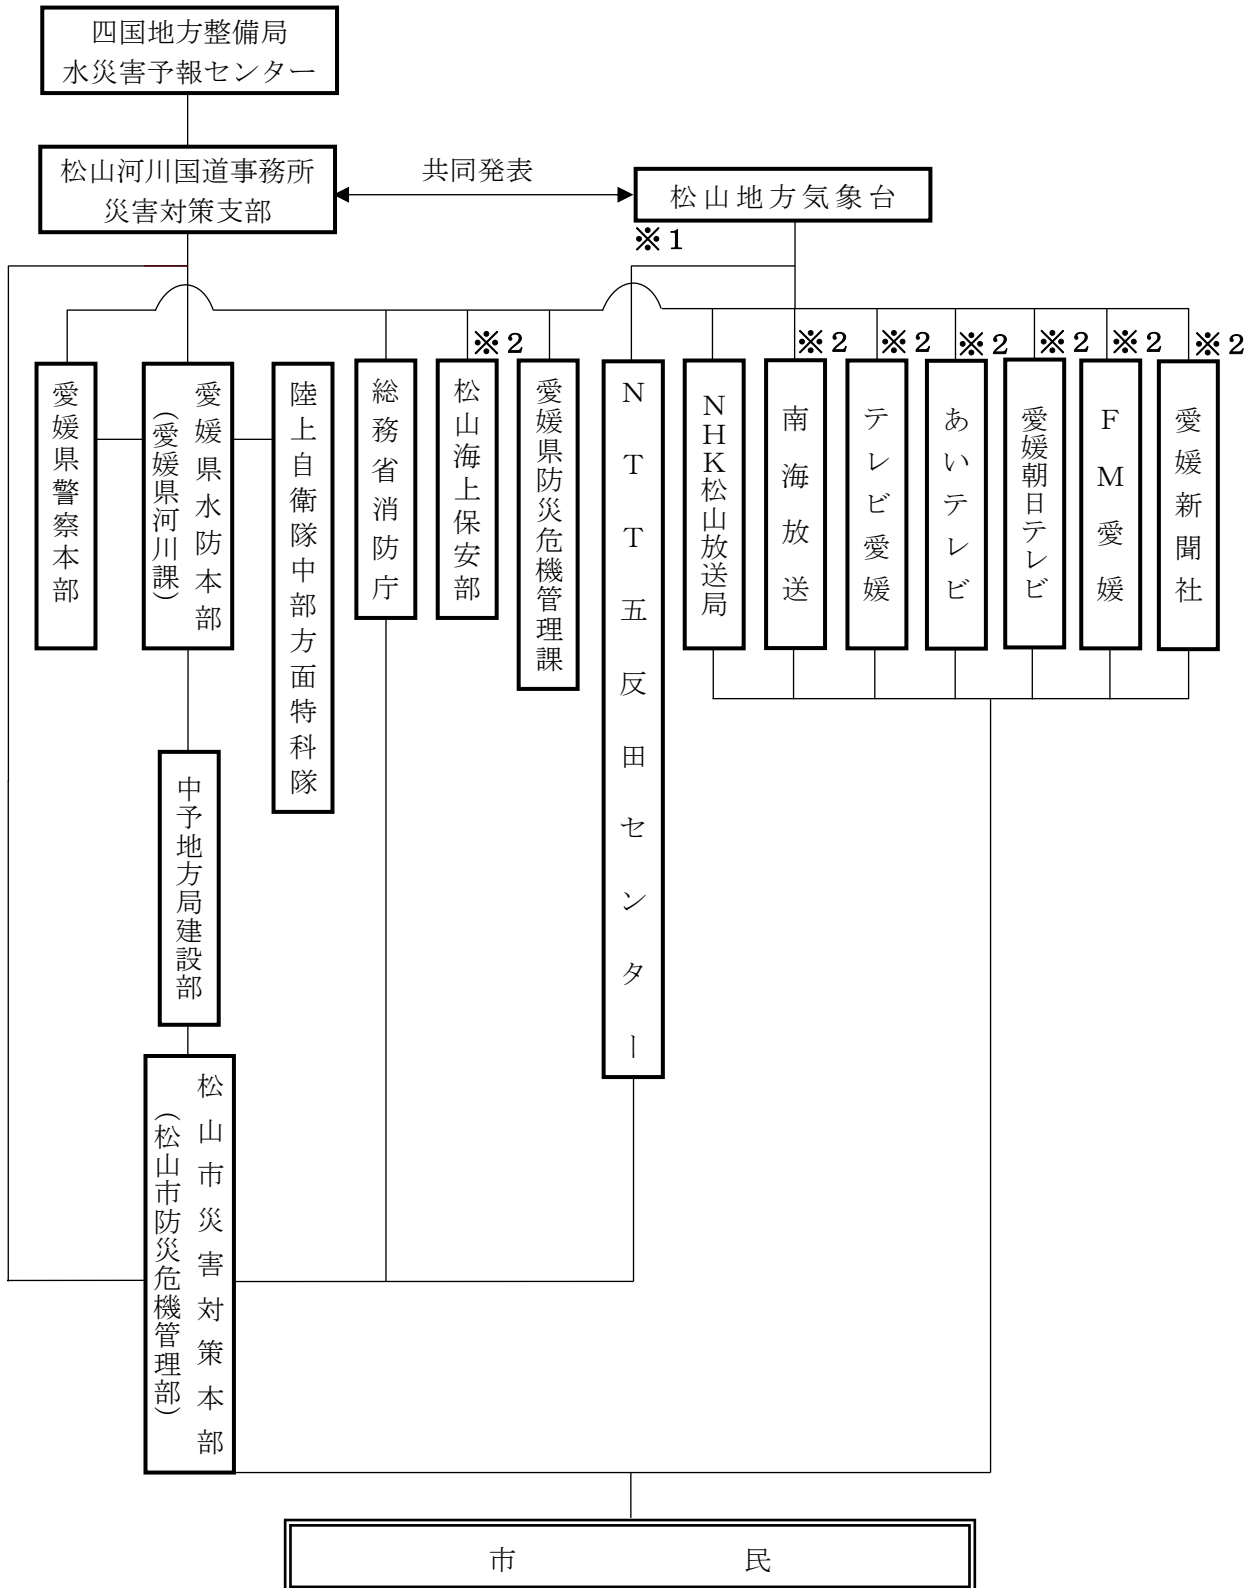 四国地方整備局
水災害予報センター
松山河川国道事務所
災害対策支部
共同発表
松山地方気象台
※1
※2
※2
※2
※2
※2
※2
※2
愛媛県警察本部
愛媛県水防本部
(愛媛県河川課)
陸上自衛隊中部方面特科隊
総務省消防庁
松山海上保安部
愛媛県防災危機管理課
NTT五反田センター
NHK松山放送局
南海放送
テレビ愛媛
あいテレビ
愛媛朝日テレビ
FM愛媛
愛媛新聞社
中予地方局建設部
松山市災害対策本部
(松山市防災危機管理部)
市民